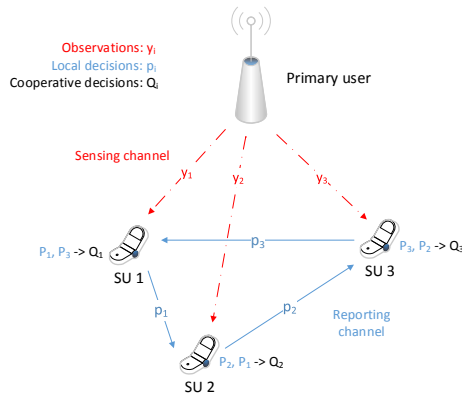 Observations: yᵢ
Local decisions: pᵢ
Cooperative decisions: Qᵢ
Primary user
Sensing channel
y₁
y₂
y₃
P₁, P₃ -> Q₁
SU 1
p₃
SU 3
P₃, P₂ -> Q₃
p₁
p₂
Reporting
channel
P₂, P₁ -> Q₂
SU 2